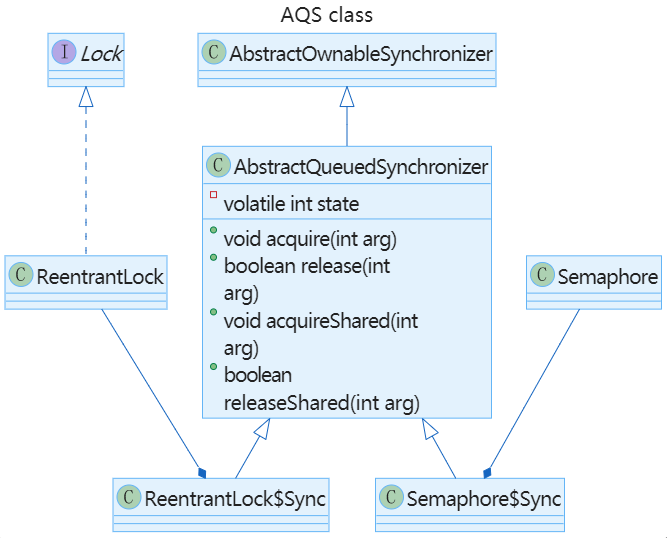 AQS class
I Lock
C AbstractOwnableSynchronizer
C AbstractQueuedSynchronizer
volatile int state
void acquire(int arg)
boolean release(int
arg)
void acquireShared(int
arg)
boolean
releaseShared(int arg)
C ReentrantLock
C Semaphore
C ReentrantLock$Sync
C Semaphore$Sync